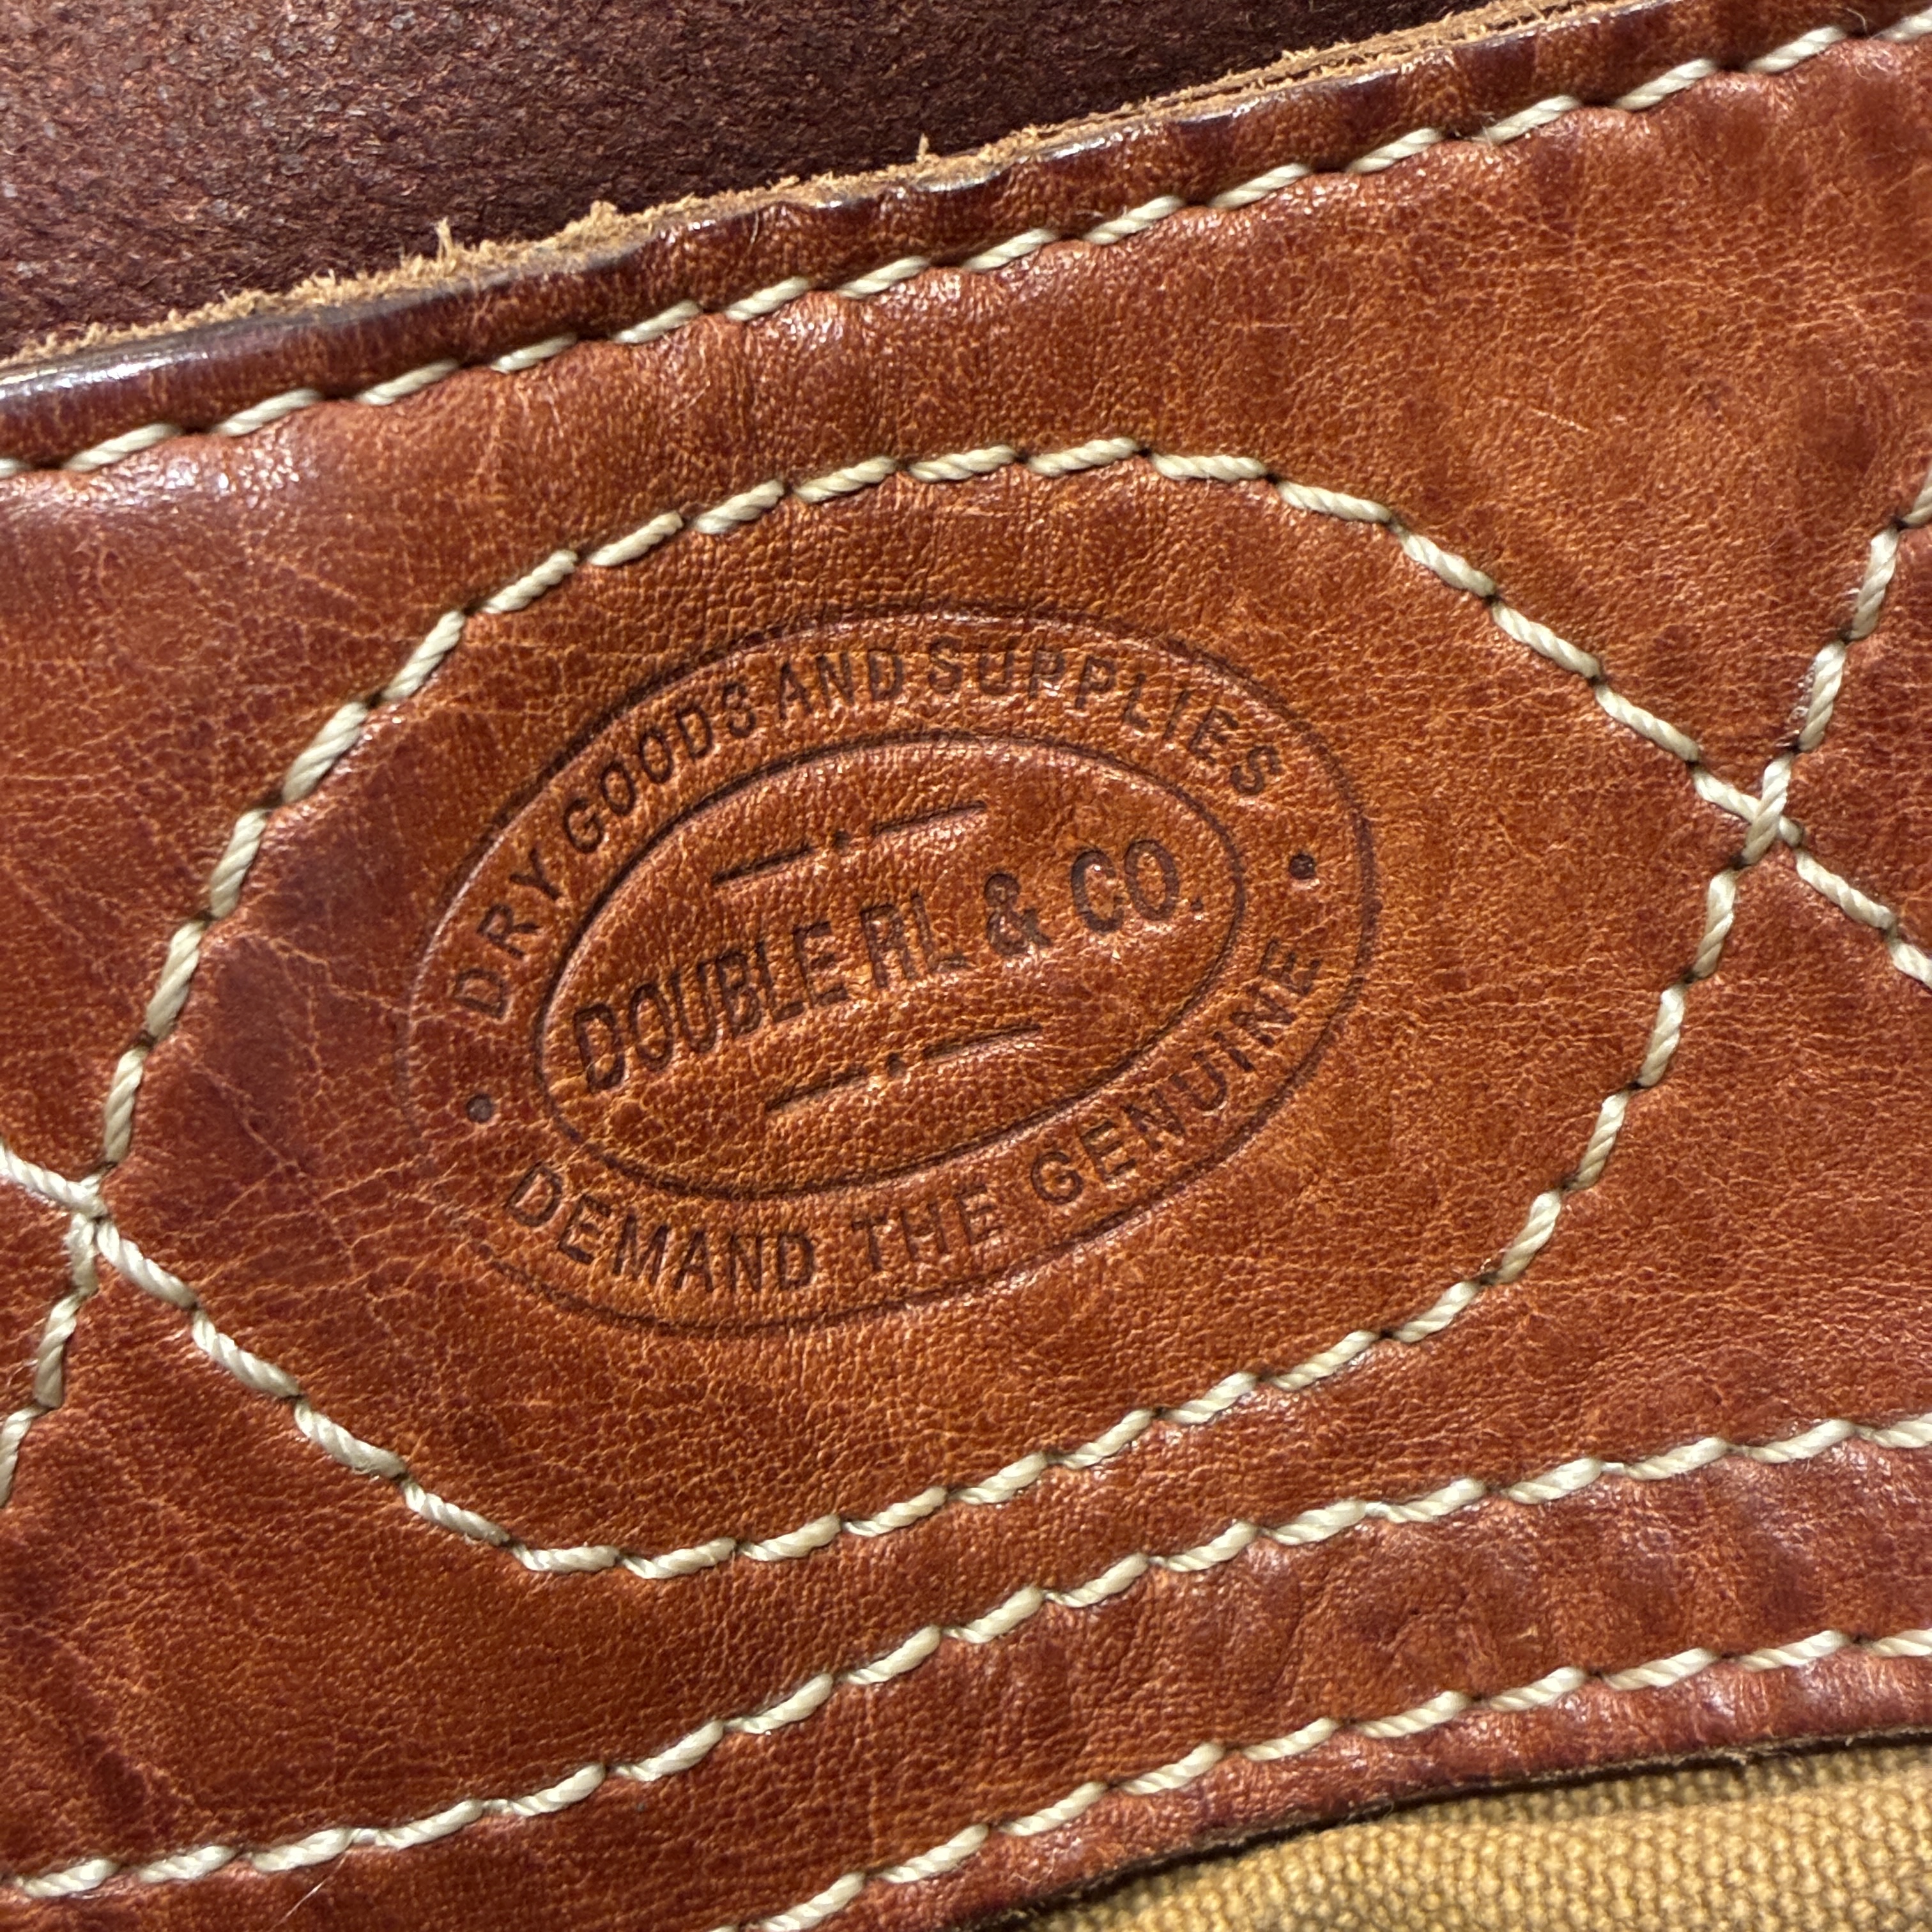 DRY GOODS AND SUPPLIES
DOUBLE RL & CO.
DEMAND THE GENUINE